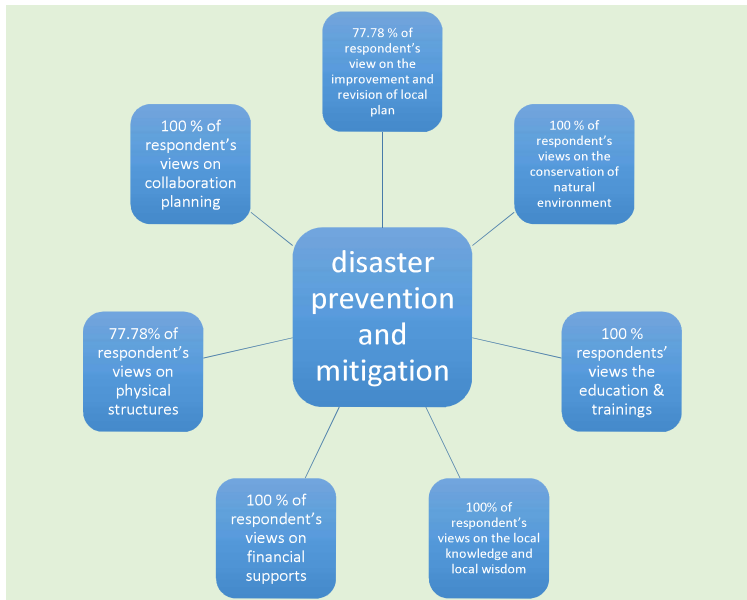 77.78 % of
respondent's
view on the
improvement and
revision of local
plan
100 % of
respondent's
views on
collaboration
planning
100 % of
respondent's
views on the
conservation of
natural
environment
disaster
prevention
and
mitigation
77.78% of
respondent's
views on
physical
structures
100 %
respondents'
views the
education &
trainings
100 % of
respondent's
views on
financial
supports
100% of
respondent's
views on the local
knowledge and
local wisdom